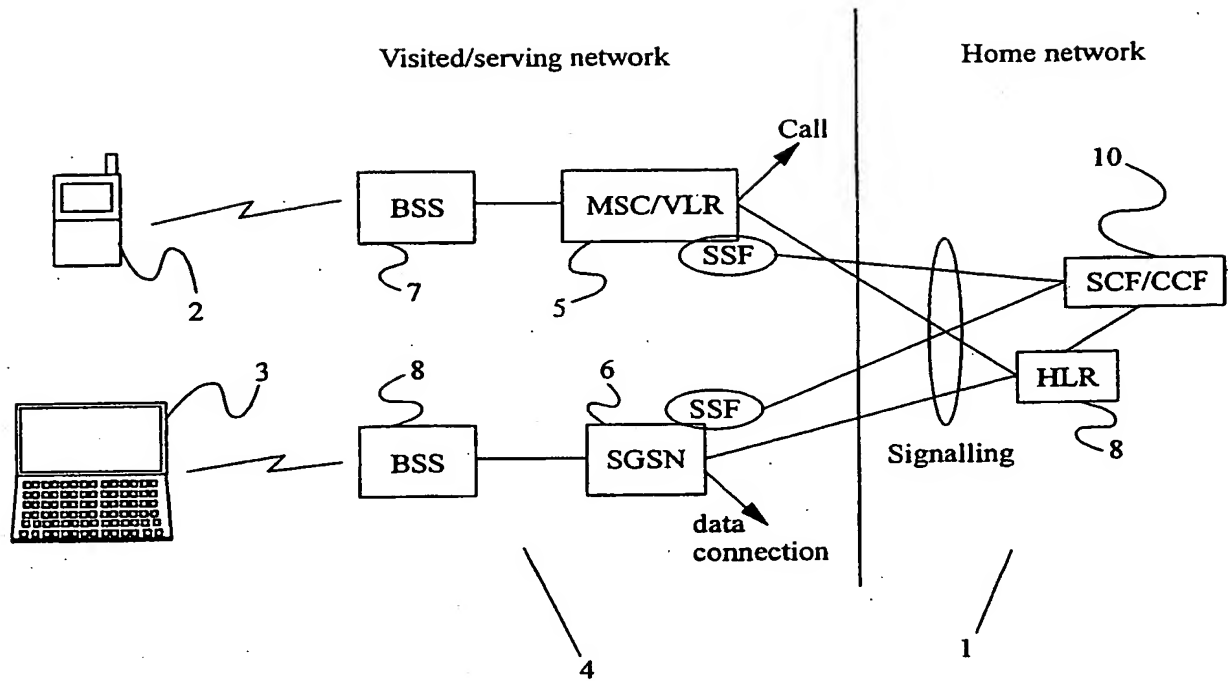 Visited/serving network
Home network
Call
10
BSS
MSC/VLR
SSF
SCF/CCF
2
7
5
3
8
6
SSF
HLR
BSS
SGSN
Signalling
8
data
connection
4
1